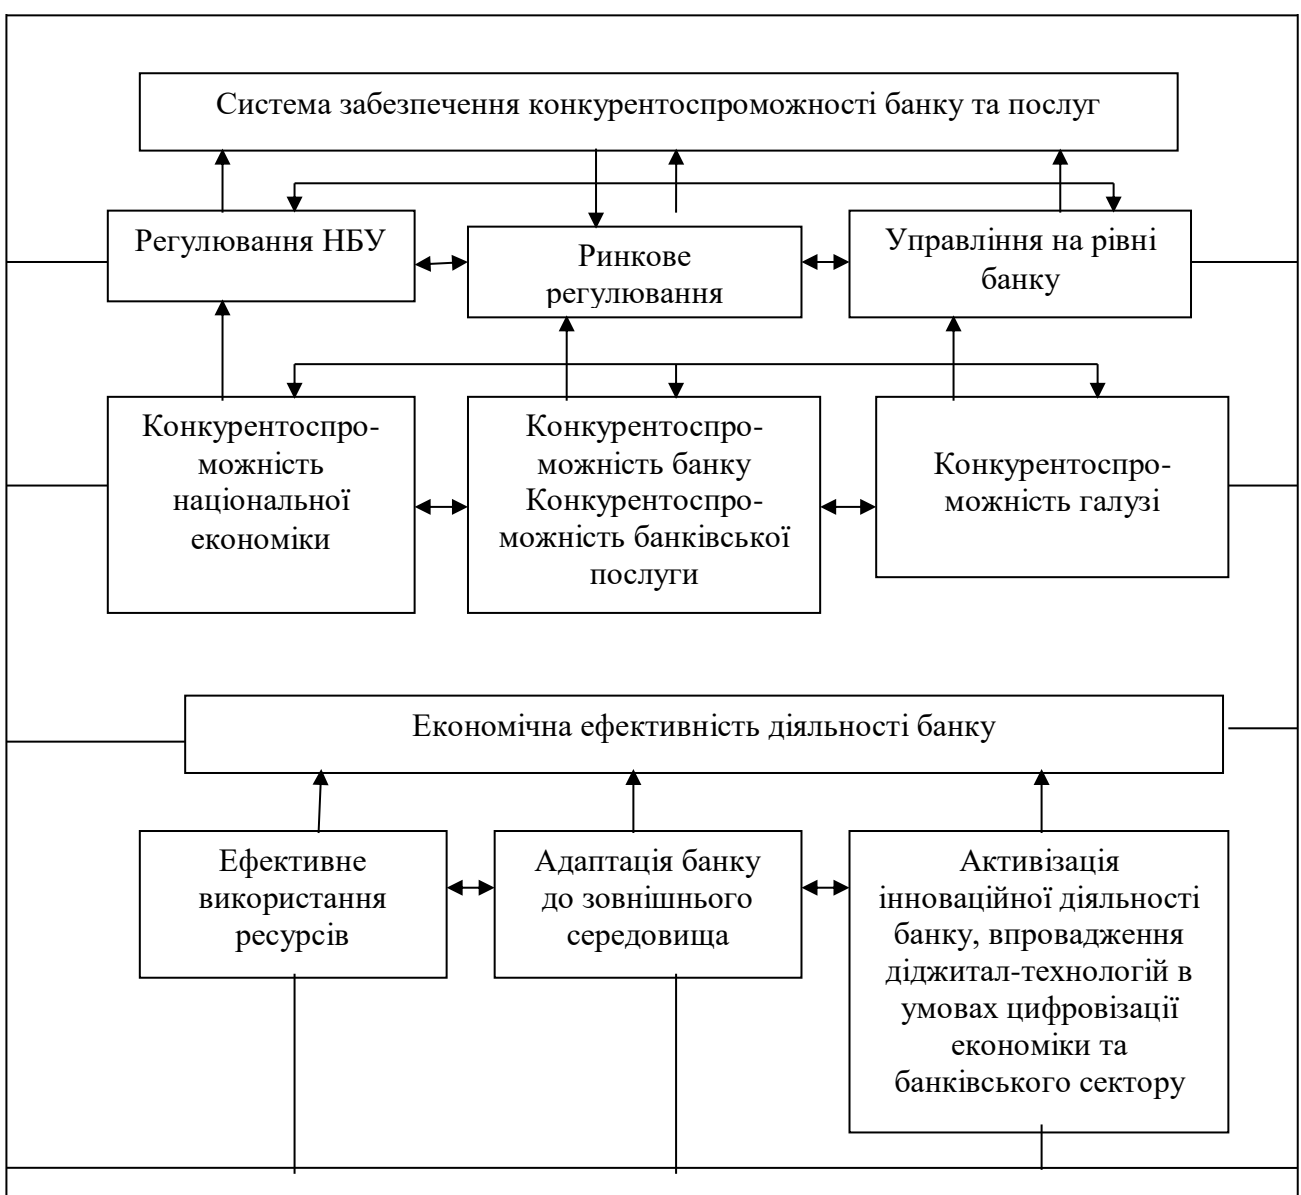 Система забезпечення конкурентоспроможності банку та послуг
Регулювання НБУ
Ринкове
регулювання
Управління на рівні
банку
Конкурентоспро-
можність
національної
економіки
Конкурентоспро-
можність банку
Конкурентоспро-
можність банківської
послуги
Конкурентоспро-
можність галузі
Економічна ефективність діяльності банку
Ефективне
використання
ресурсів
Адаптація банку
до зовнішнього
середовища
Активізація
інноваційної діяльності
банку, впровадження
діджитал-технологій в
умовах цифровізації
економіки та
банківського сектору